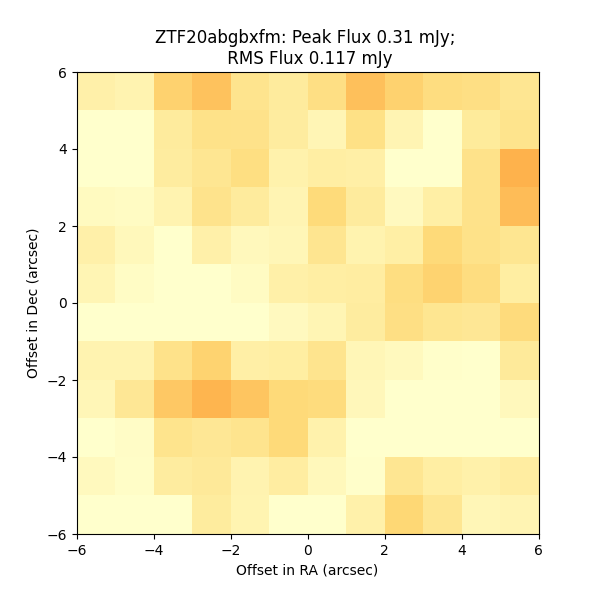 ZTF20abgbxfm: Peak Flux 0.31 mJy;
RMS Flux 0.117 mJy
6
4
2
0
−2
−4
−6
Offset in Dec (arcsec)
−6 −4 −2 0 2 4 6
Offset in RA (arcsec)